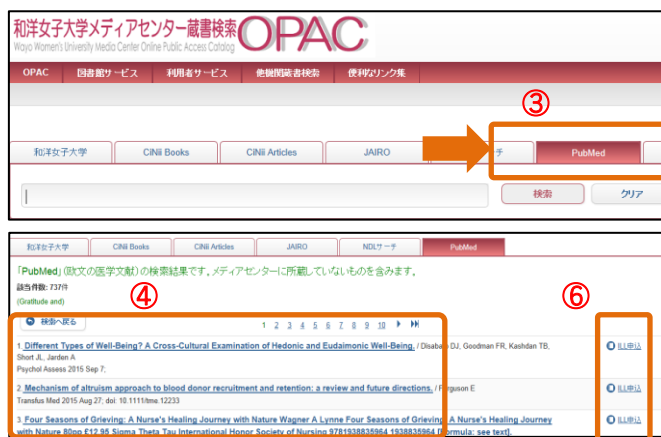 和洋女子大学メディアセンター蔵書検索OPAC
Wayo Women's University Media Center Online Public Access Catalog
OPAC 図書館サービス 利用者サービス 他機関蔵書検索 便利なリンク集
③
和洋女子大学 CiNii Books CiNii Articles JAIRO チ PubMed
検索 クリア
和洋女子大学 CiNii Books CiNii Articles JAIRO NDLサーチ PubMed
「PubMed」(欧文の医学文献)の検索結果です。メディアセンターに所蔵していないものを含みます。
該当件数: 737件
(Gratitude and)
④ ⑥
検索へ戻る 1 2 3 4 5 6 7 8 9 10
1. Different Types of Well-Being? A Cross-Cultural Examination of Hedonic and Eudaimonic Well-Being. / Disabato DJ, Goodman FR, Kashdan TB, ILL申込
Short JL, Jarden A
Psychol Assess 2015 Sep 7;
2. Mechanism of altruism approach to blood donor recruitment and retention: a review and future directions. / Ferguson E ILL申込
Transfus Med 2015 Aug 27; doi: 10.1111/tme.12233
3. Four Seasons of Grieving: A Nurse's Healing Journey with Nature Wagner A Lynne Four Seasons of Grieving: A Nurse's Healing Journey ILL申込
with Nature 80pp £12.95 Sigma Theta Tau International Honor Society of Nursing 9781938835964 1938835964 [Formula: see text].